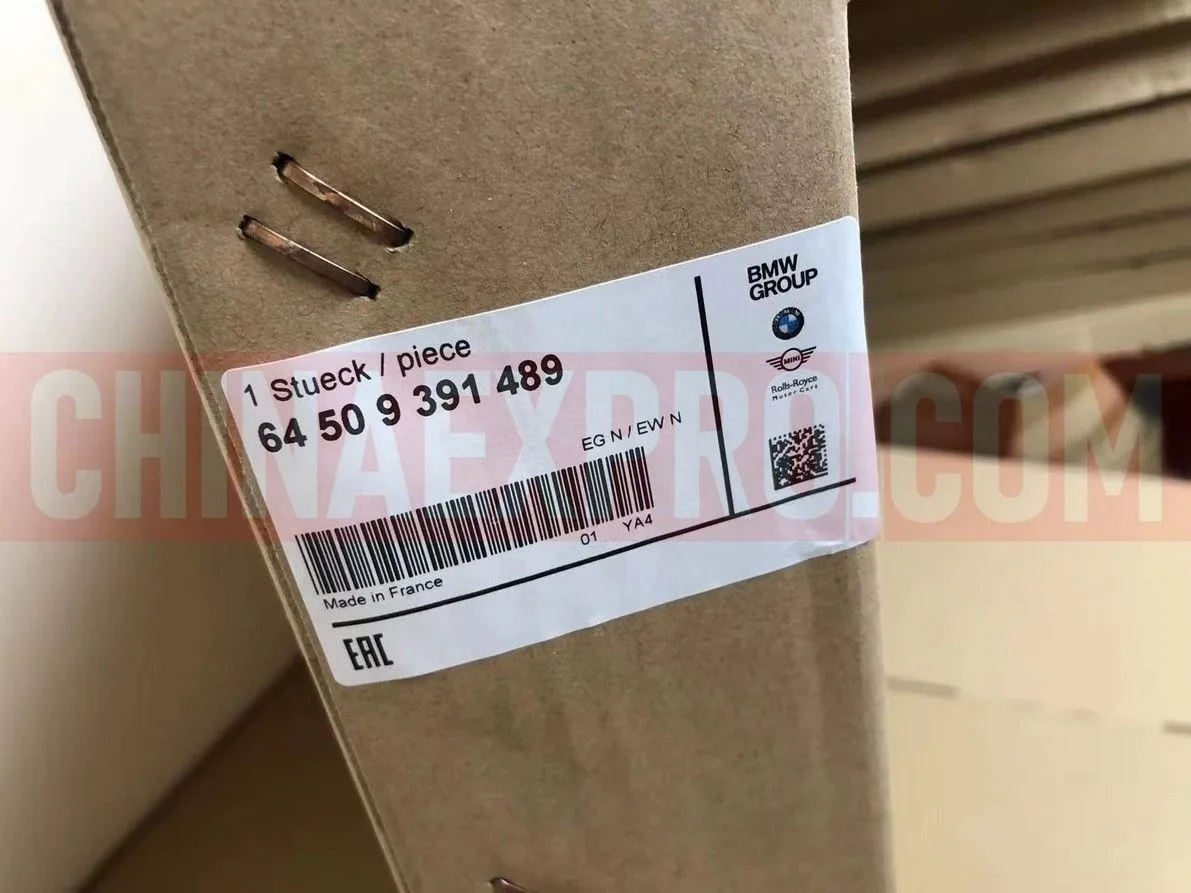 1 Stueck / piece
64 50 9 391 489
EG N / EW N
01 YA4
Made in France
EAC
BMW
GROUP
MINI
Rolls-Royce
Motor Cars
CHINAEXPRO.COM